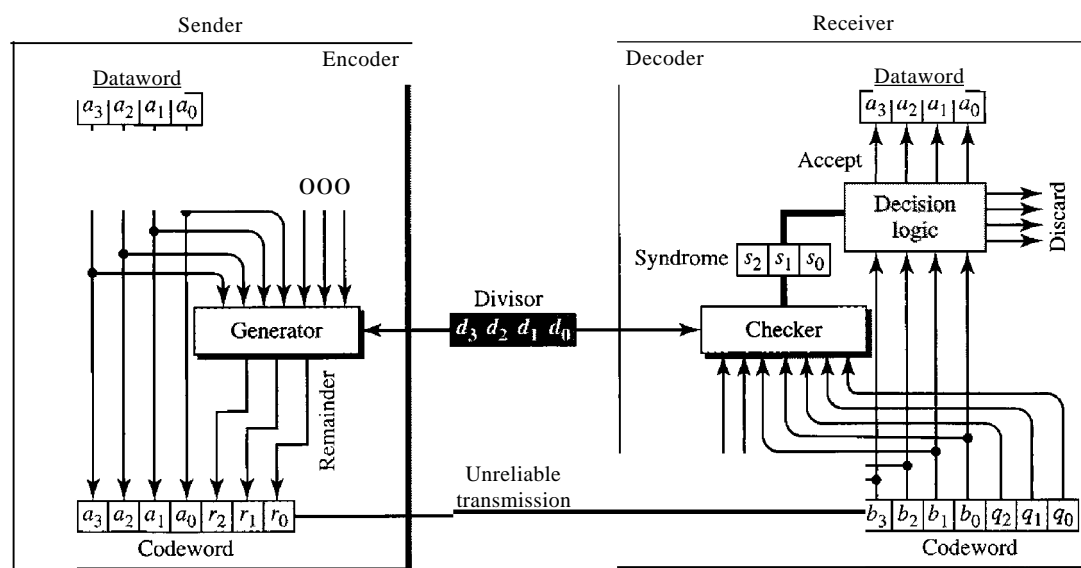 Sender
Receiver
Encoder
Decoder
Dataword
a3 a2 a1 a0
Dataword
a3 a2 a1 a0
Accept
OOO
Decision
logic
Discard
Syndrome
s2 s1 s0
Divisor
d3 d2 d1 d0
Generator
Checker
Remainder
Unreliable
transmission
a3 a2 a1 a0 r2 r1 r0
b3 b2 b1 b0 q2 q1 q0
Codeword
Codeword